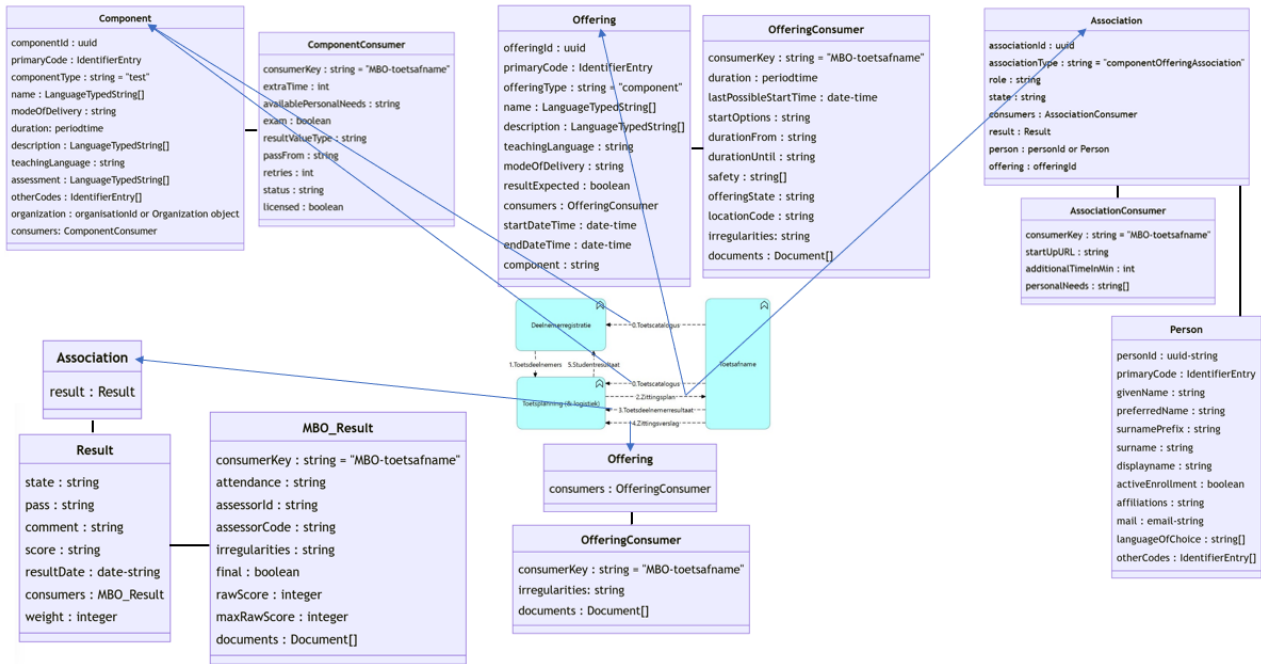 Component
componentId : uuid
primaryCode : IdentifierEntry
componentType : string = "test"
name : LanguageTypedString[]
modeOfDelivery : string
duration: periodtime
description : LanguageTypedString[]
teachingLanguage : string
assessment : LanguageTypedString[]
otherCodes : IdentifierEntry[]
organization : organisationId or Organization object
consumers: ComponentConsumer
ComponentConsumer
consumerKey : string = "MBO-toetsafname"
extraTime : int
availablePersonalNeeds : string
exam : boolean
resultValueType : string
passFrom : string
retries : int
status : string
licensed : boolean
Offering
offeringId : uuid
primaryCode : IdentifierEntry
offeringType : string = "component"
name : LanguageTypedString[]
description : LanguageTypedString[]
teachingLanguage : string
modeOfDelivery : string
resultExpected : boolean
consumers : OfferingConsumer
startDateTime : date-time
endDateTime : date-time
component : string
OfferingConsumer
consumerKey : string = "MBO-toetsafname"
duration : periodtime
lastPossibleStartTime : date-time
startOptions : string
durationFrom : string
durationUntil : string
safety : string[]
offeringState : string
locationCode : string
irregularities: string
documents : Document[]
Association
associationId : uuid
associationType : string = "componentOfferingAssociation"
role : string
state : string
consumers : AssociationConsumer
result : Result
person : personId or Person
offering : offeringId
AssociationConsumer
consumerKey : string = "MBO-toetsafname"
startUpURL : string
additionalTimeInMin : int
personalNeeds : string[]
Person
personId : uuid-string
primaryCode : IdentifierEntry
givenName : string
preferredName : string
surnamePrefix : string
surname : string
displayname : string
activeEnrollment : boolean
affiliations : string
mail : email-string
languageOfChoice : string[]
otherCodes : IdentifierEntry[]
Deelnemerregistratie
0.Toetscatalogus
Toetsafname
1.Toetsdeelnemers
5.Studentresultaat
0.Toetscatalogus
2.Zittingsplan
Toetsplanning (& logistiek)
3.Toetsdeelnemerresultaat
4.Zittingsverslag
Association
result : Result
Result
state : string
pass : string
comment : string
score : string
resultDate : date-string
consumers : MBO_Result
weight : integer
MBO_Result
consumerKey : string = "MBO-toetsafname"
attendance : string
assessorId : string
assessorCode : string
irregularities : string
final : boolean
rawScore : integer
maxRawScore : integer
documents : Document[]
Offering
consumers : OfferingConsumer
OfferingConsumer
consumerKey : string = "MBO-toetsafname"
irregularities: string
documents : Document[]